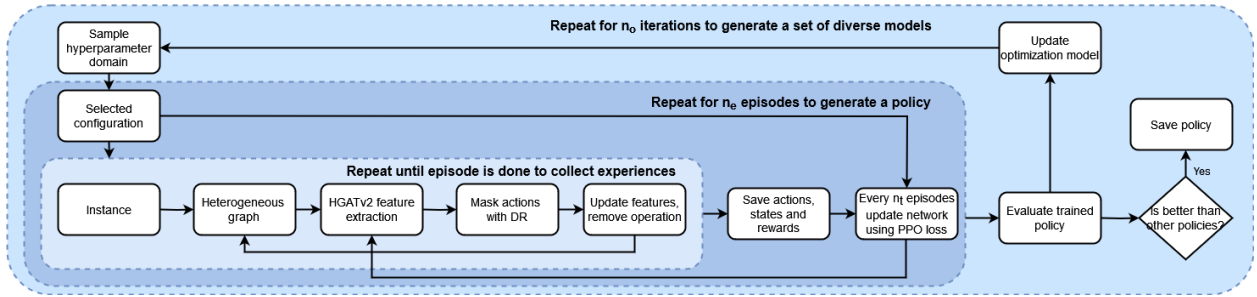 Repeat for nₒ iterations to generate a set of diverse models
Sample
hyperparameter
domain
Update
optimization model
Repeat for nₑ episodes to generate a policy
Selected
configuration
Save policy
Yes
Repeat until episode is done to collect experiences
Instance
Heterogeneous
graph
HGATv2 feature
extraction
Mask actions
with DR
Update features,
remove operation
Save actions,
states and
rewards
Every nₜ episodes
update network
using PPO loss
Evaluate trained
policy
Is better than
other policies?